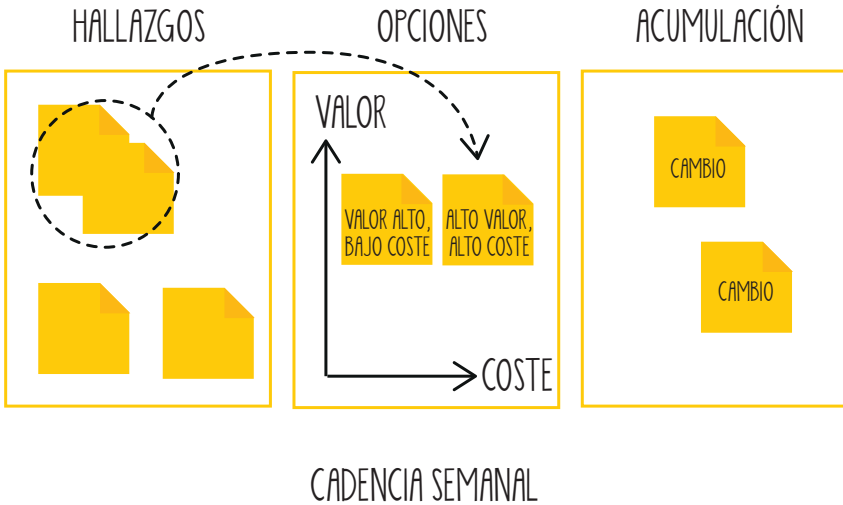 HALLAZGOS
OPCIONES
ACUMULACIÓN
VALOR
VALOR ALTO,
BAJO COSTE
ALTO VALOR,
ALTO COSTE
COSTE
CAMBIO
CAMBIO
CADENCIA SEMANAL